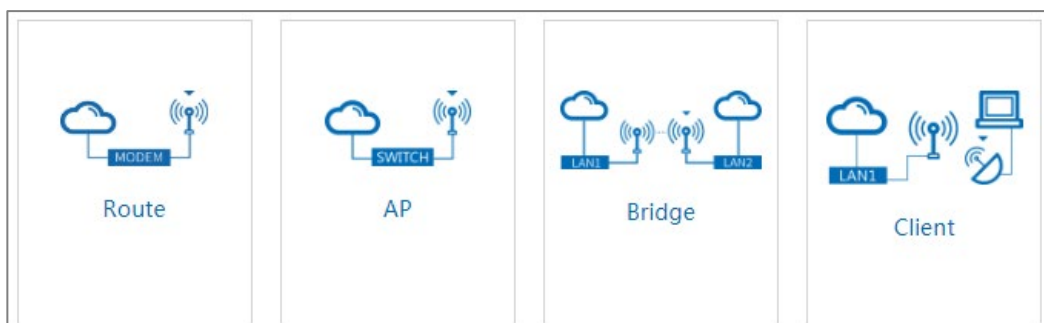 MODEM
Route
SWITCH
AP
LAN1
LAN2
Bridge
LAN1
Client